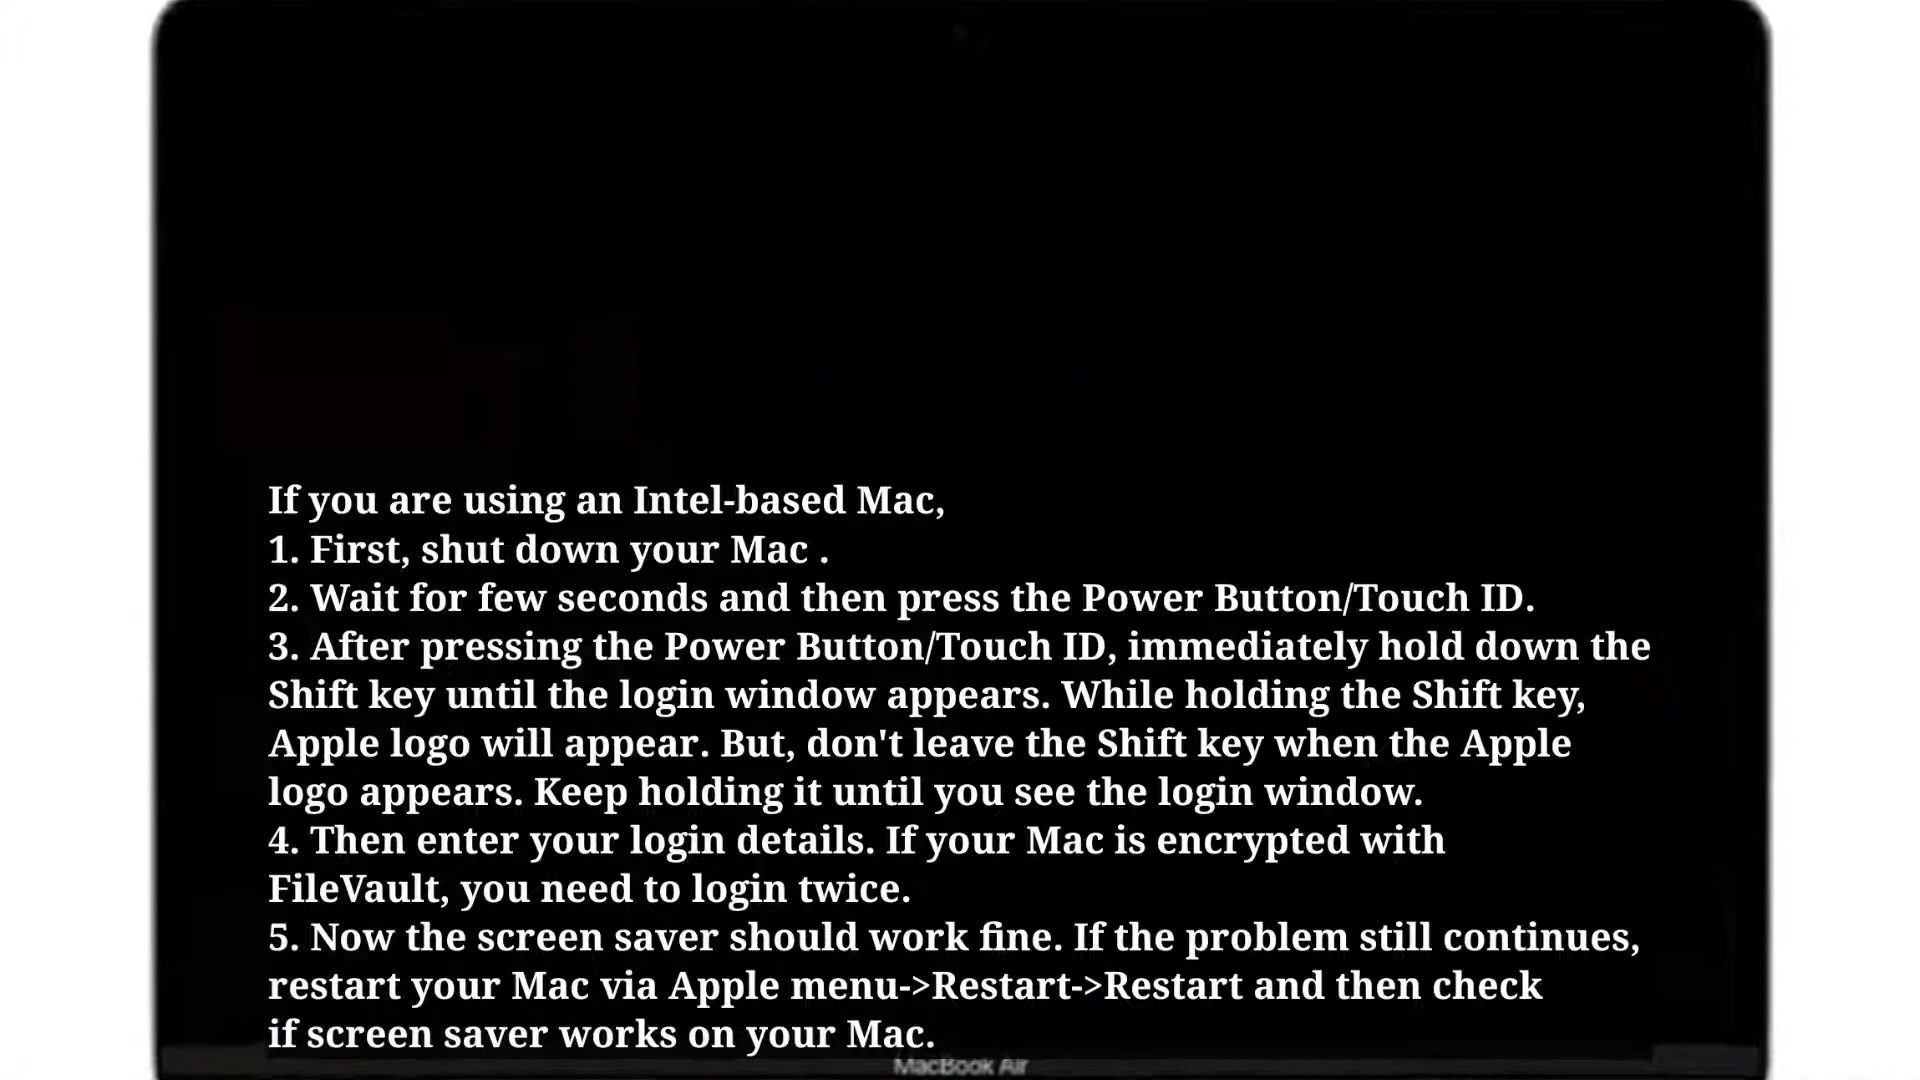 If you are using an Intel-based Mac,
1. First, shut down your Mac .
2. Wait for few seconds and then press the Power Button/Touch ID.
3. After pressing the Power Button/Touch ID, immediately hold down the
Shift key until the login window appears. While holding the Shift key,
Apple logo will appear. But, don't leave the Shift key when the Apple
logo appears. Keep holding it until you see the login window.
4. Then enter your login details. If your Mac is encrypted with
FileVault, you need to login twice.
5. Now the screen saver should work fine. If the problem still continues,
restart your Mac via Apple menu->Restart->Restart and then check
if screen saver works on your Mac.
MacBook Air